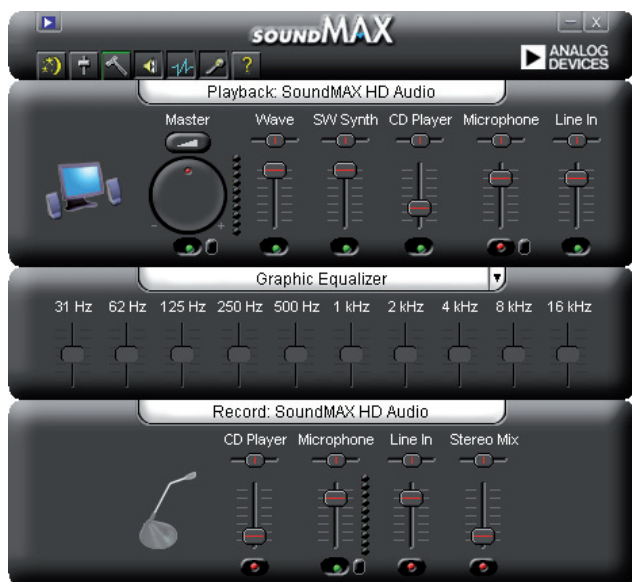 SOUNDMAX
X
?
ANALOG
DEVICES
Playback: SoundMAX HD Audio
Master Wave SW Synth CD Player Microphone Line In
- +
Graphic Equalizer
31 Hz 62 Hz 125 Hz 250 Hz 500 Hz 1 kHz 2 kHz 4 kHz 8 kHz 16 kHz
Record: SoundMAX HD Audio
CD Player Microphone Line In Stereo Mix